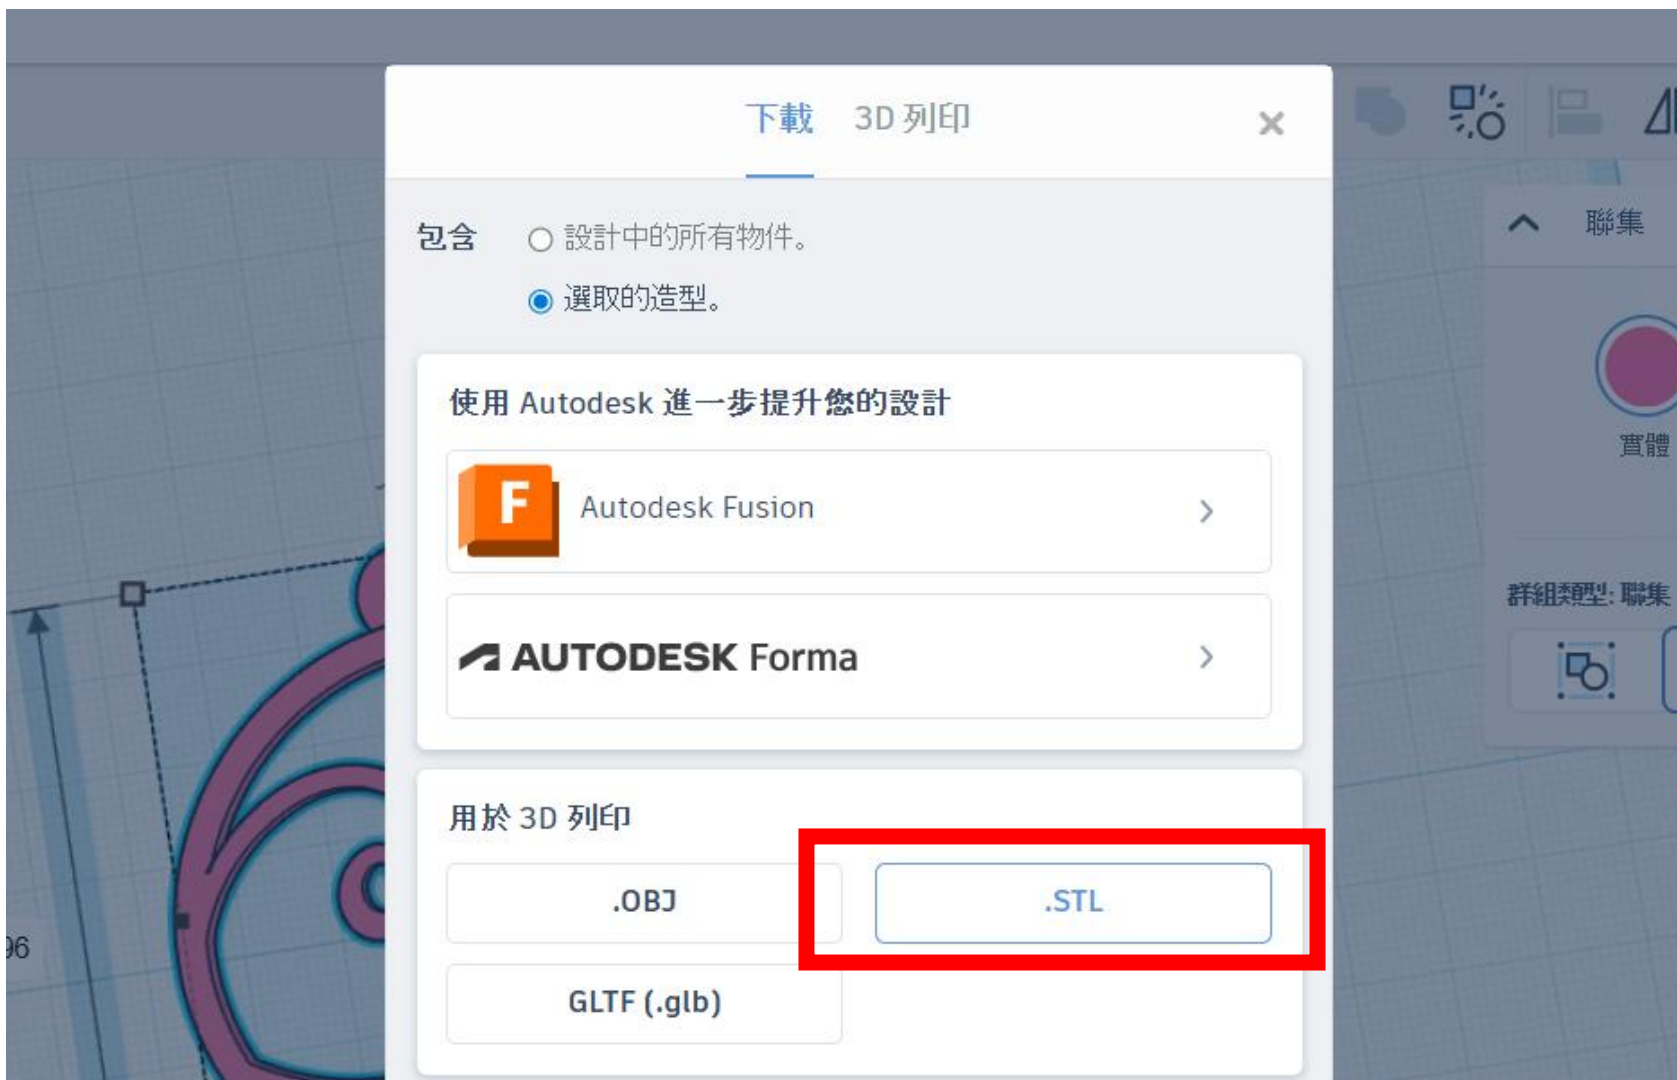 下載 3D 列印
聯集
包含 設計中的所有物件。
選取的造型。
使用 Autodesk 進一步提升您的設計
實體
F Autodesk Fusion
群組類型: 聯集
AUTODESK Forma
用於 3D 列印
.OBJ .STL
96
GLTF (.glb)